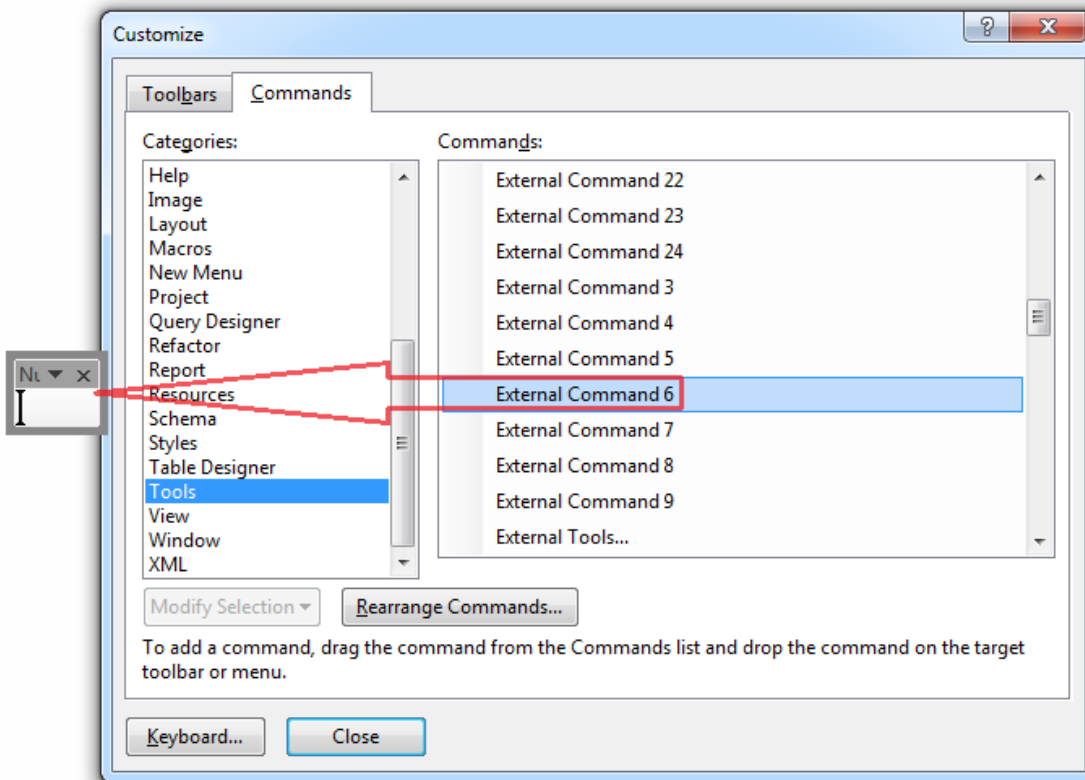 Customize
Toolbars
Commands
Categories:
Commands:
Help
Image
Layout
Macros
New Menu
Project
Query Designer
Refactor
Report
Resources
Schema
Styles
Table Designer
Tools
View
Window
XML
External Command 22
External Command 23
External Command 24
External Command 3
External Command 4
External Command 5
External Command 6
External Command 7
External Command 8
External Command 9
External Tools...
Modify Selection
Rearrange Commands...
To add a command, drag the command from the Commands list and drop the command on the target
toolbar or menu.
Keyboard...
Close